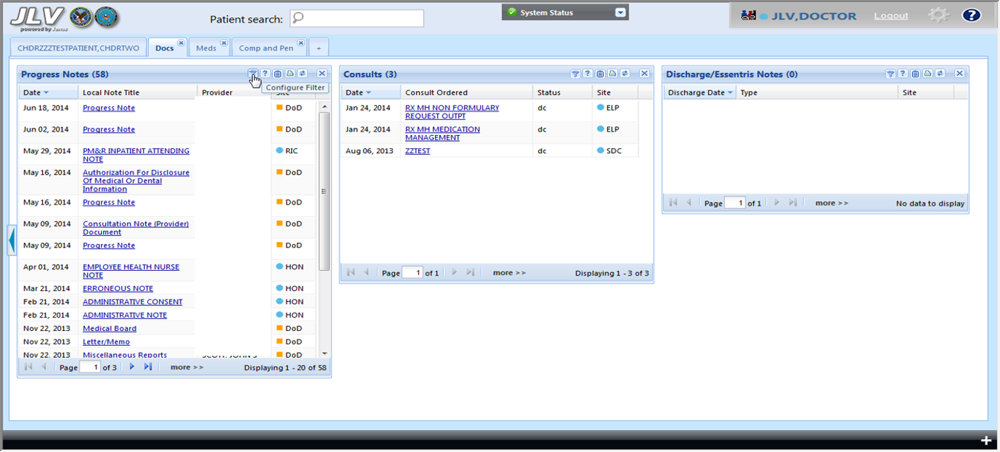 JLV
powered by Janus
Patient search:
System Status
JLV,DOCTOR
Logout
?
CHDRZZZTESTPATIENT,CHDRTWO
Docs
Meds
Comp and Pen
+
Progress Notes (58)
Configure Filter
Date Local Note Title Provider
Jun 18, 2014 Progress Note DoD
Jun 02, 2014 Progress Note DoD
May 29, 2014 PM&R INPATIENT ATTENDING RIC
NOTE
May 16, 2014 Authorization For Disclosure DoD
Of Medical Or Dental
Information
May 16, 2014 Progress Note DoD
May 09, 2014 Consultation Note (Provider) DoD
Document
May 09, 2014 Progress Note DoD
Apr 01, 2014 EMPLOYEE HEALTH NURSE HON
NOTE
Mar 21, 2014 ERRONEOUS NOTE HON
Feb 21, 2014 ADMINISTRATIVE CONSENT HON
Feb 21, 2014 ADMINISTRATIVE NOTE HON
Nov 22, 2013 Medical Board DoD
Nov 22, 2013 Letter/Memo DoD
Nov 22, 2013 Miscellaneous Reports DoD
Page 1 of 3 more >> Displaying 1 - 20 of 58
Consults (3)
Date Consult Ordered Status Site
Jan 24, 2014 RX MH NON FORMULARY dc ELP
REQUEST OUTPT
Jan 24, 2014 RX MH MEDICATION dc ELP
MANAGEMENT
Aug 06, 2013 ZZTEST dc SDC
Page 1 of 1 more >> Displaying 1 - 3 of 3
Discharge/Essentris Notes (0)
Discharge Date Type Site
Page 1 of 1 more >> No data to display